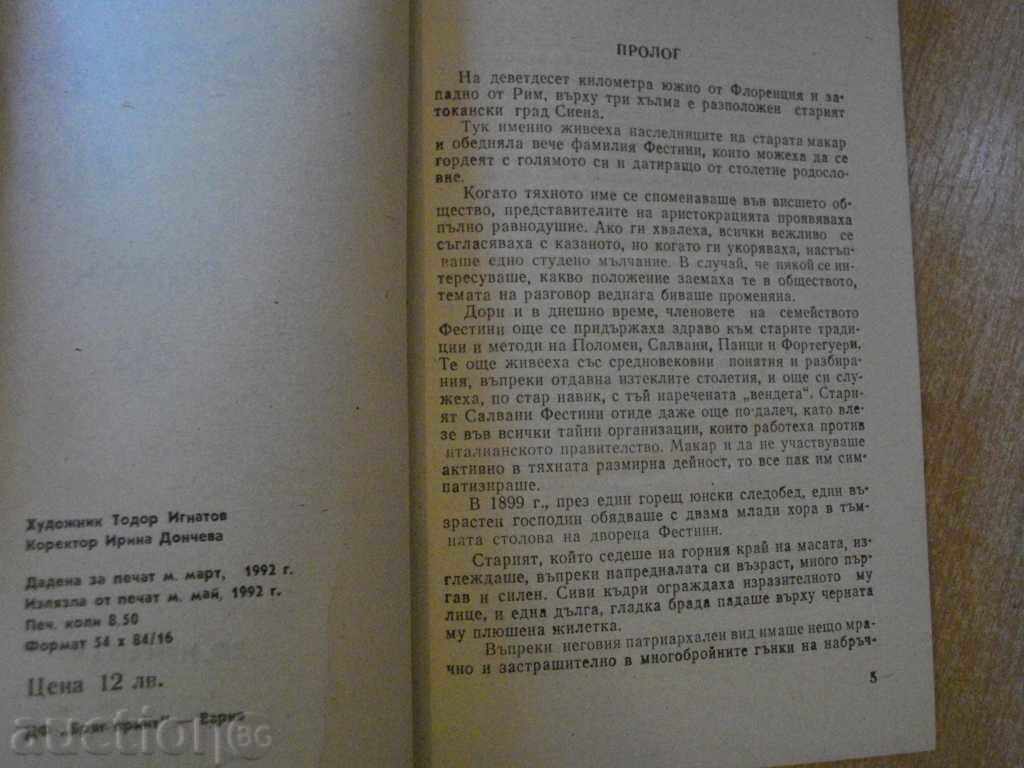 Художник Тодор Игнатов
Коректор Ирина Дончева
Дадена за печат м. март, 1992 г.
Излязла от печат м. май, 1992 г.
Печ. коли 8,50
Формат 54 x 84/16
Цена 12 лв.
ДФ принт" – Варна
ПРОЛОГ
На деветдесет километра южно от Флоренция и за-
падно от Рим, върху три хълма е разположен старият
токански град Сиена.
Тук именно живееха наследниците на старата макар
и обедняла вече фамилия Фестини, които можеха да се
гордеят с голямото си и датиращо от столетие родосло-
вие.
Когато тяхното име се споменаваше във висшето об-
щество, представителите на аристокрацията проявяваха
пълно равнодушие. Ако ги хвалеха, всички вежливо се
съгласяваха с казаното, но когато ги укоряваха, настъп-
ваше едно студено мълчание. В случай, че някой се ин-
тересуваше, какво положение заемаха те в обществото,
темата на разговор веднага биваше променяна.
Дори и в днешно време, членовете на семейството
Фестини още се придържаха здраво към старите тради-
ции и методи на Поломеи, Салвани, Панци и Фортегуери.
Те още живееха със средновековни понятия и разбира-
ния, въпреки отдавна изтеклите столетия, и още си слу-
жеха, по стар навик, с тъй наречената „вендета“. Стари-
ят Салвани Фестини отиде даже още по-далеч, като вле-
зе във всички тайни организации, които работеха против
италианското правителство. Макар и да не участвуваше
активно в тяхната размирна дейност, то все пак им сим-
патизираше.
В 1899 г., през един горещ юнски следобед, един въ-
зрастен господин обядваше с двама млади хора в тъм-
ната столова на двореца Фестини.
Старият, който седеше на горния край на масата, из-
глеждаше, въпреки напредналата си възраст, много пър-
гав и силен. Сиви къдри ограждаха изразителното му
лице, и една дълга, гладка брада падаше върху черната
му плюшена жилетка.
Въпреки неговия патриархален вид имаше нещо мра-
чно и застрашително в многобройните гънки на набръч-
5
аукцион BG